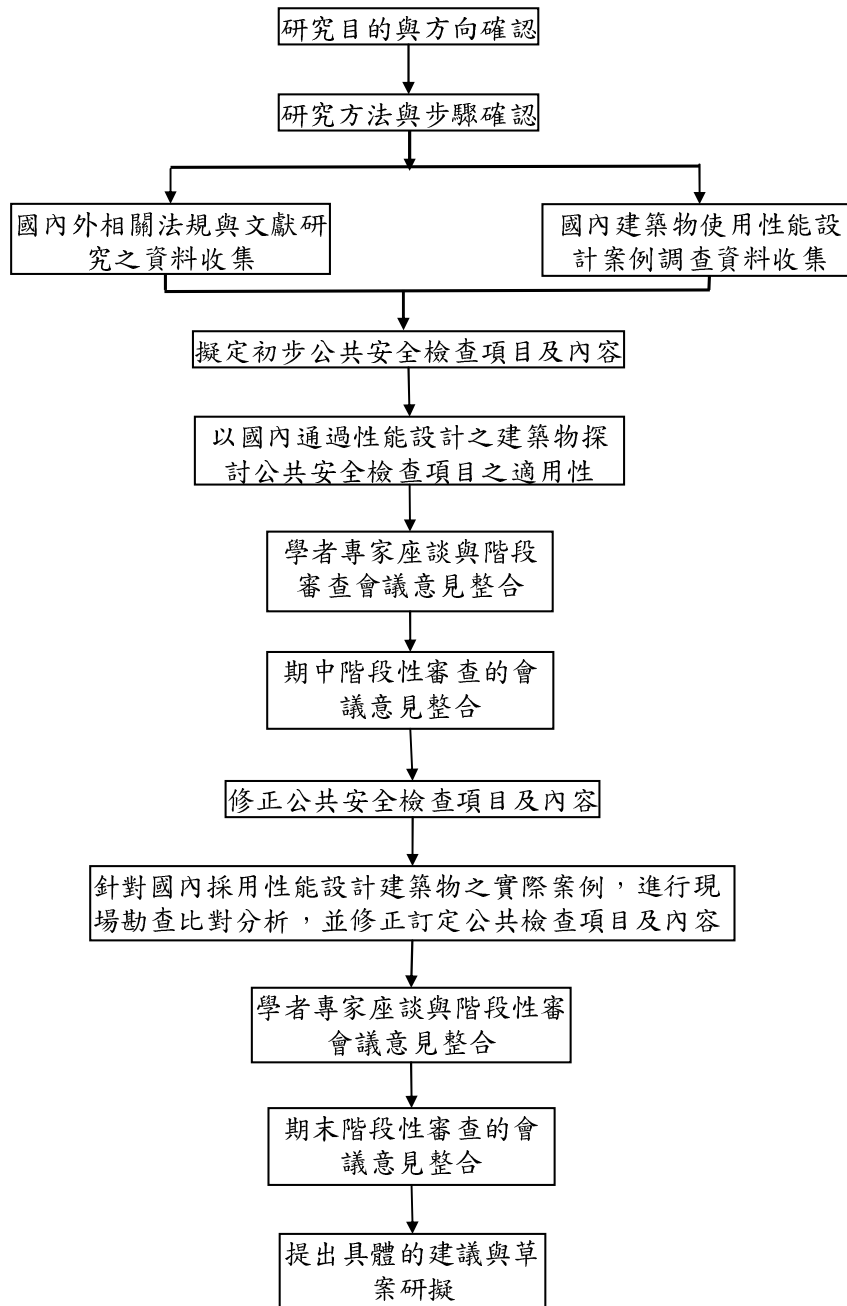 研究目的與方向確認
研究方法與步驟確認
國內外相關法規與文獻研
究之資料收集
國內建築物使用性能設
計案例調查資料收集
擬定初步公共安全檢查項目及內容
以國內通過性能設計之建築物探
討公共安全檢查項目之適用性
學者專家座談與階段
審查會議意見整合
期中階段性審查的會
議意見整合
修正公共安全檢查項目及內容
針對國內採用性能設計建築物之實際案例，進行現
場勘查比對分析，並修正訂定公共檢查項目及內容
學者專家座談與階段性審
會議意見整合
期末階段性審查的會
議意見整合
提出具體的建議與草
案研擬